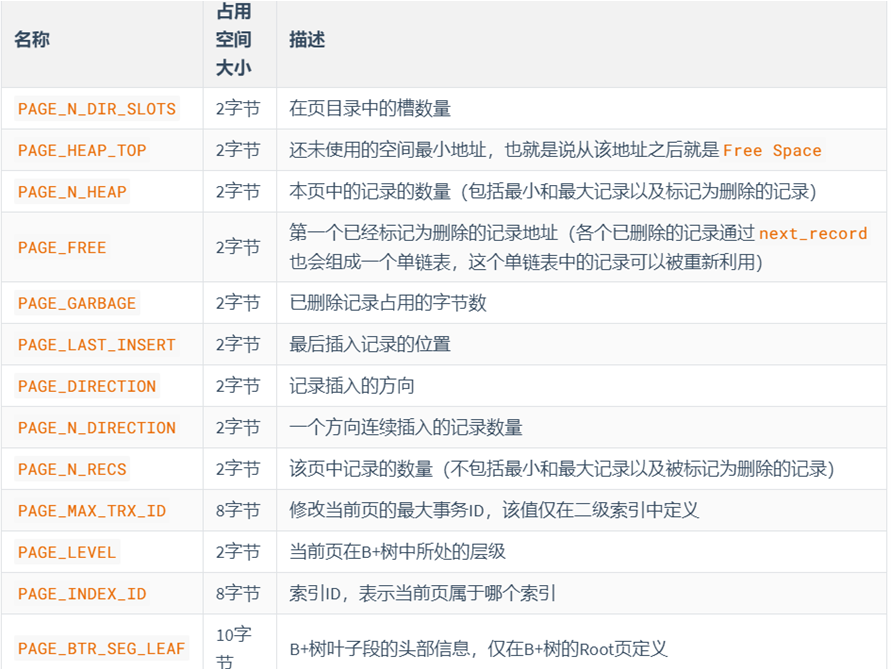 名称 占用空间大小 描述
PAGE_N_DIR_SLOTS 2字节 在页目录中的槽数量
PAGE_HEAP_TOP 2字节 还未使用的空间最小地址，也就是说从该地址之后就是 Free Space
PAGE_N_HEAP 2字节 本页中的记录的数量（包括最小和最大记录以及标记为删除的记录）
PAGE_FREE 2字节 第一个已经标记为删除的记录地址（各个已删除的记录通过 next_record
也会组成一个单链表，这个单链表中的记录可以被重新利用）
PAGE_GARBAGE 2字节 已删除记录占用的字节数
PAGE_LAST_INSERT 2字节 最后插入记录的位置
PAGE_DIRECTION 2字节 记录插入的方向
PAGE_N_DIRECTION 2字节 一个方向连续插入的记录数量
PAGE_N_RECS 2字节 该页中记录的数量（不包括最小和最大记录以及被标记为删除的记录）
PAGE_MAX_TRX_ID 8字节 修改当前页的最大事务ID，该值仅在二级索引中定义
PAGE_LEVEL 2字节 当前页在B+树中所处的层级
PAGE_INDEX_ID 8字节 索引ID，表示当前页属于哪个索引
PAGE_BTR_SEG_LEAF 10字节 B+树叶子段的头部信息，仅在B+树的Root页定义